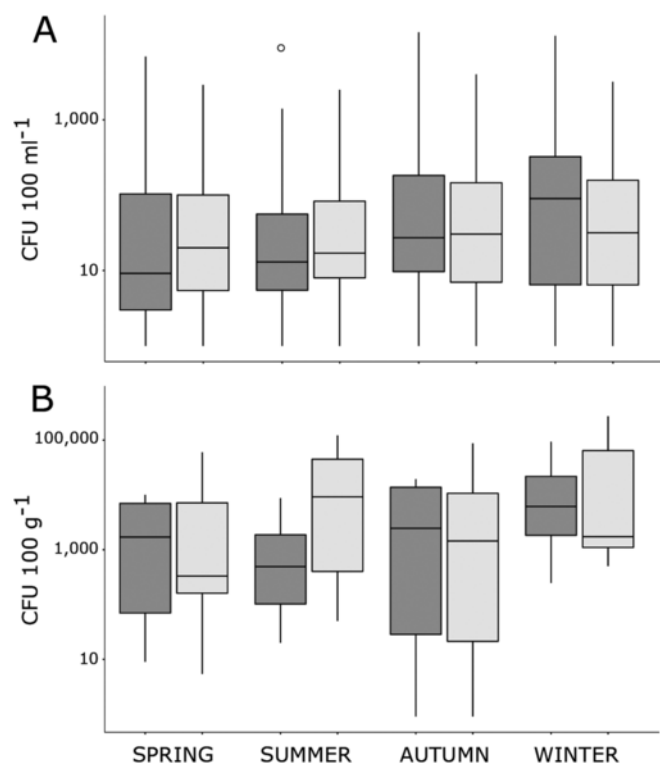 A
CFU 100 ml⁻¹
1,000
10
B
CFU 100 g⁻¹
100,000
1,000
10
SPRING SUMMER AUTUMN WINTER